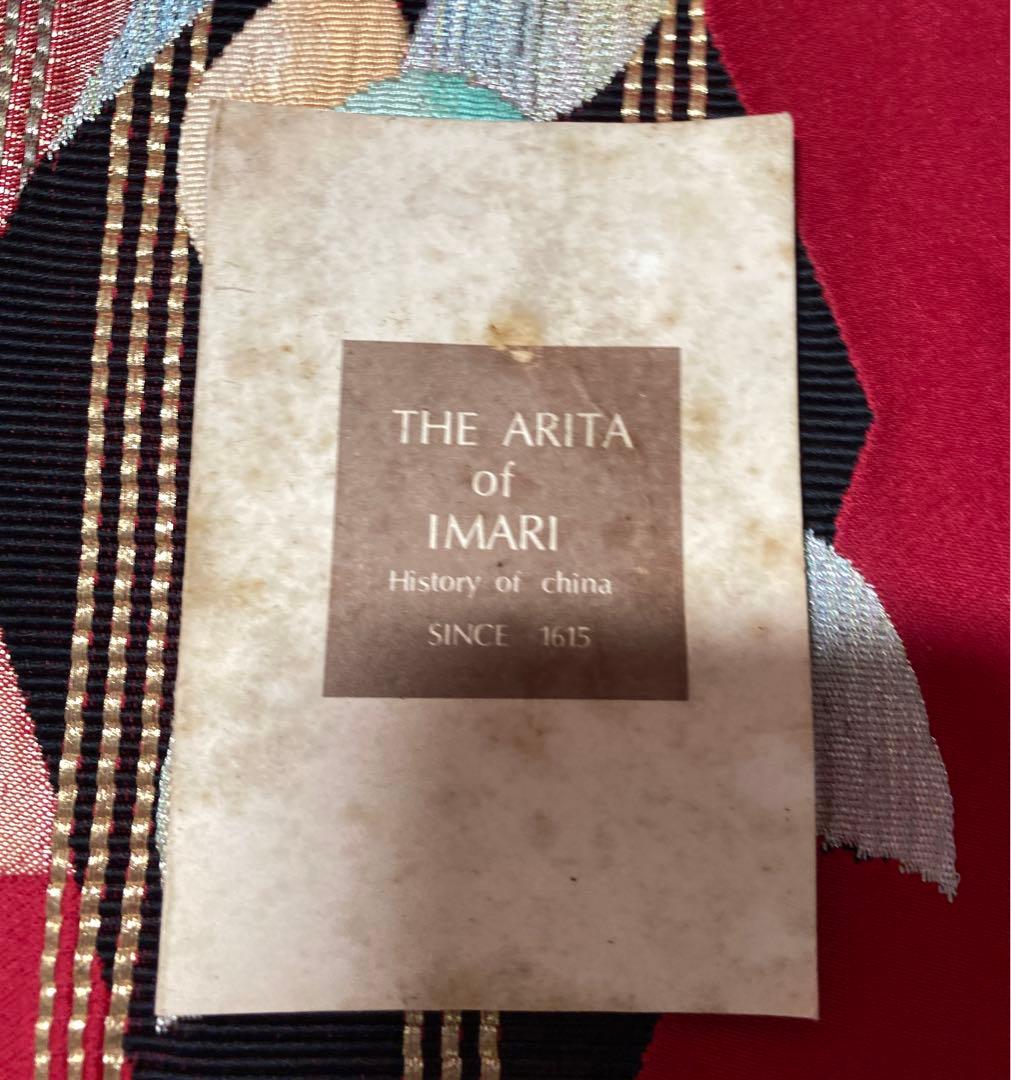 THE ARITA
of
IMARI
History of china
SINCE 1615